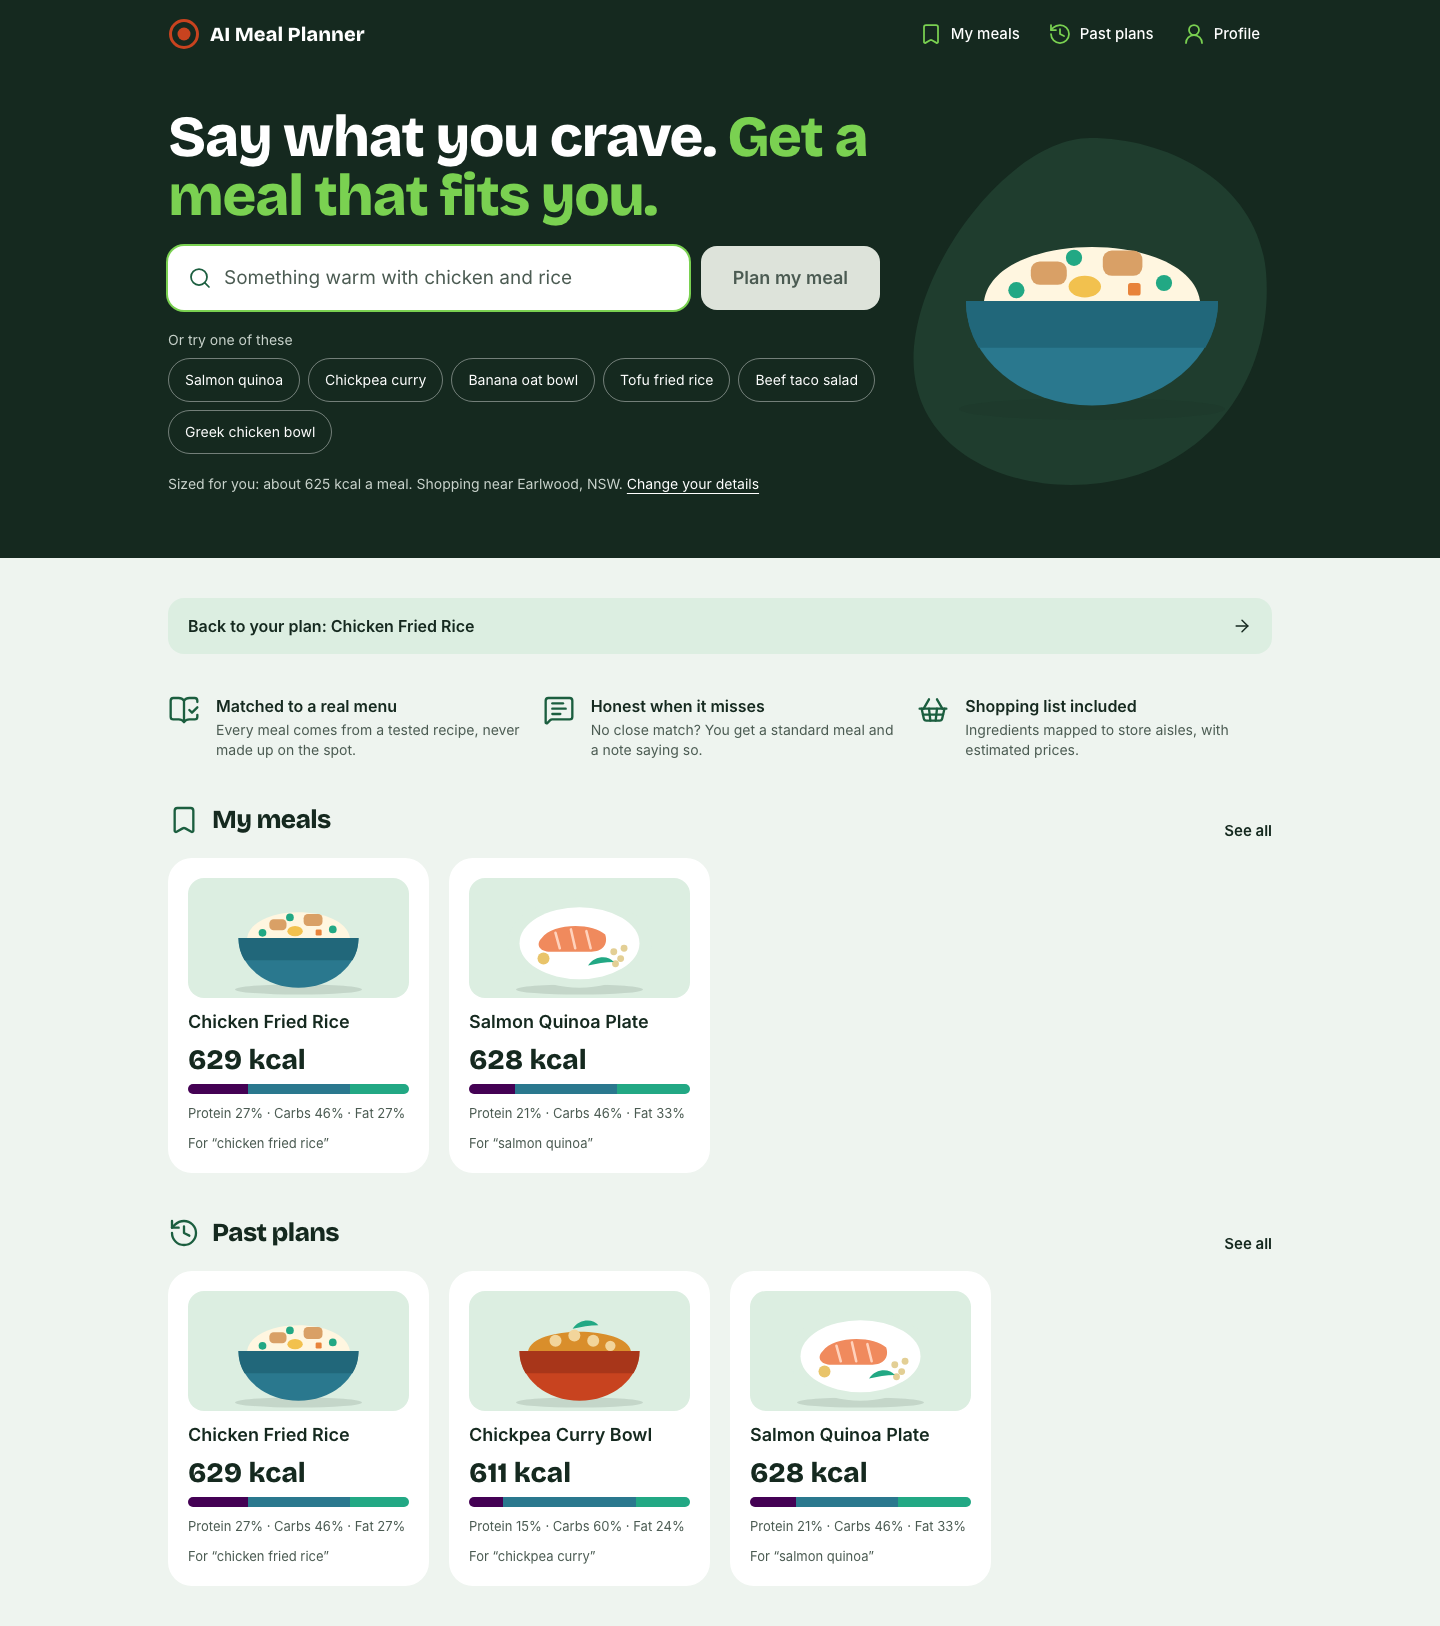 AI Meal Planner
My meals
Past plans
Profile
Say what you crave. Get a
meal that fits you.
Something warm with chicken and rice
Plan my meal
Or try one of these
Salmon quinoa
Chickpea curry
Banana oat bowl
Tofu fried rice
Beef taco salad
Greek chicken bowl
Sized for you: about 625 kcal a meal. Shopping near Earlwood, NSW. Change your details
Back to your plan: Chicken Fried Rice
Matched to a real menu
Every meal comes from a tested recipe, never
made up on the spot.
Honest when it misses
No close match? You get a standard meal and
a note saying so.
Shopping list included
Ingredients mapped to store aisles, with
estimated prices.
My meals
See all
Chicken Fried Rice
629 kcal
Protein 27% · Carbs 46% · Fat 27%
For “chicken fried rice”
Salmon Quinoa Plate
628 kcal
Protein 21% · Carbs 46% · Fat 33%
For “salmon quinoa”
Past plans
See all
Chicken Fried Rice
629 kcal
Protein 27% · Carbs 46% · Fat 27%
For “chicken fried rice”
Chickpea Curry Bowl
611 kcal
Protein 15% · Carbs 60% · Fat 24%
For “chickpea curry”
Salmon Quinoa Plate
628 kcal
Protein 21% · Carbs 46% · Fat 33%
For “salmon quinoa”